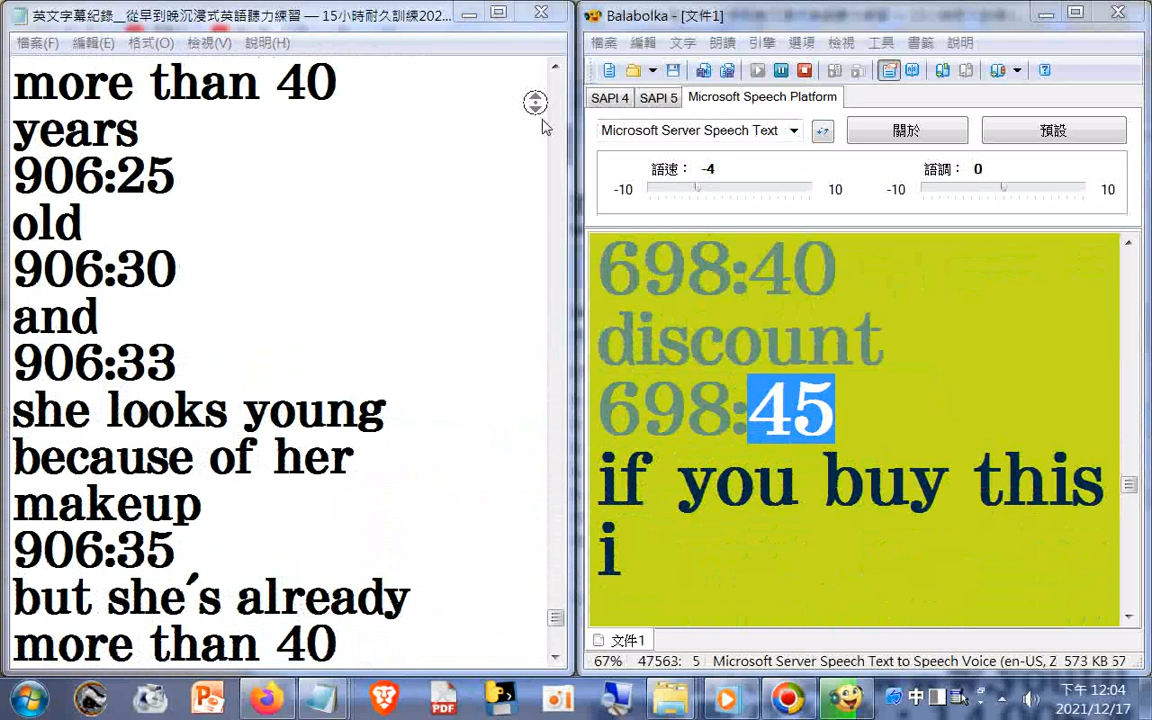 英文字幕紀錄__從早到晚沉浸式英語聽力練習 — 15小時耐久訓練202...
檔案(F) 編輯(E) 格式(O) 檢視(V) 說明(H)
more than 40
years
906:25
old
906:30
and
906:33
she looks young
because of her
makeup
906:35
but she's already
more than 40
Balabolka - [文件1]
檔案 編輯 文字 朗讀 引擎 選項 檢視 工具 書籤 說明
SAPI 4 SAPI 5 Microsoft Speech Platform
Microsoft Server Speech Text 關於 預設
語速： -4 語調： 0
-10 10 -10 10
698:40
discount
698:45
if you buy this
i
文件1
67% 47563: 5 Microsoft Server Speech Text to Speech Voice (en-US, Z 573 KB 57
PDF
中
下午 12:04
2021/12/17